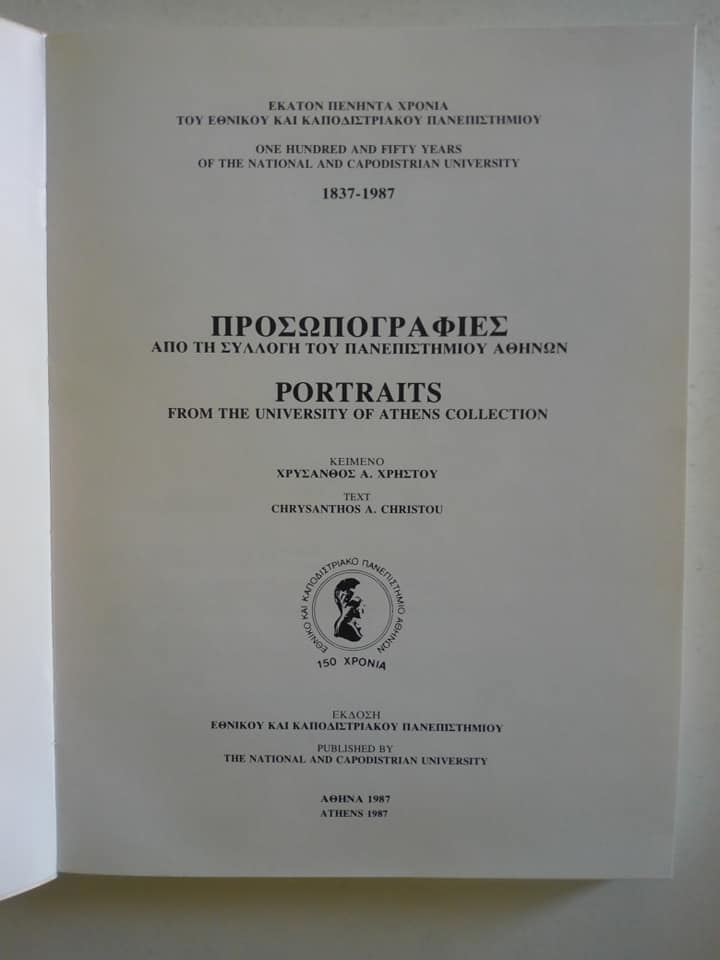 ΕΚΑΤΟΝ ΠΕΝΗΝΤΑ ΧΡΟΝΙΑ
ΤΟΥ ΕΘΝΙΚΟΥ ΚΑΙ ΚΑΠΟΔΙΣΤΡΙΑΚΟΥ ΠΑΝΕΠΙΣΤΗΜΙΟΥ
ONE HUNDRED AND FIFTY YEARS
OF THE NATIONAL AND CAPODISTRIAN UNIVERSITY
1837-1987
ΠΡΟΣΩΠΟΓΡΑΦΙΕΣ
ΑΠΟ ΤΗ ΣΥΛΛΟΓΗ ΤΟΥ ΠΑΝΕΠΙΣΤΗΜΙΟΥ ΑΘΗΝΩΝ
PORTRAITS
FROM THE UNIVERSITY OF ATHENS COLLECTION
ΚΕΙΜΕΝΟ
ΧΡΥΣΑΝΘΟΣ Α. ΧΡΗΣΤΟΥ
TEXT
CHRYSANTHOS A. CHRISTOU
ΕΘΝΙΚΟ ΚΑΙ ΚΑΠΟΔΙΣΤΡΙΑΚΟ ΠΑΝΕΠΙΣΤΗΜΙΟ ΑΘΗΝΩΝ
150 ΧΡΟΝΙΑ
ΕΚΔΟΣΗ
ΕΘΝΙΚΟΥ ΚΑΙ ΚΑΠΟΔΙΣΤΡΙΑΚΟΥ ΠΑΝΕΠΙΣΤΗΜΙΟΥ
PUBLISHED BY
THE NATIONAL AND CAPODISTRIAN UNIVERSITY
ΑΘΗΝΑ 1987
ATHENS 1987